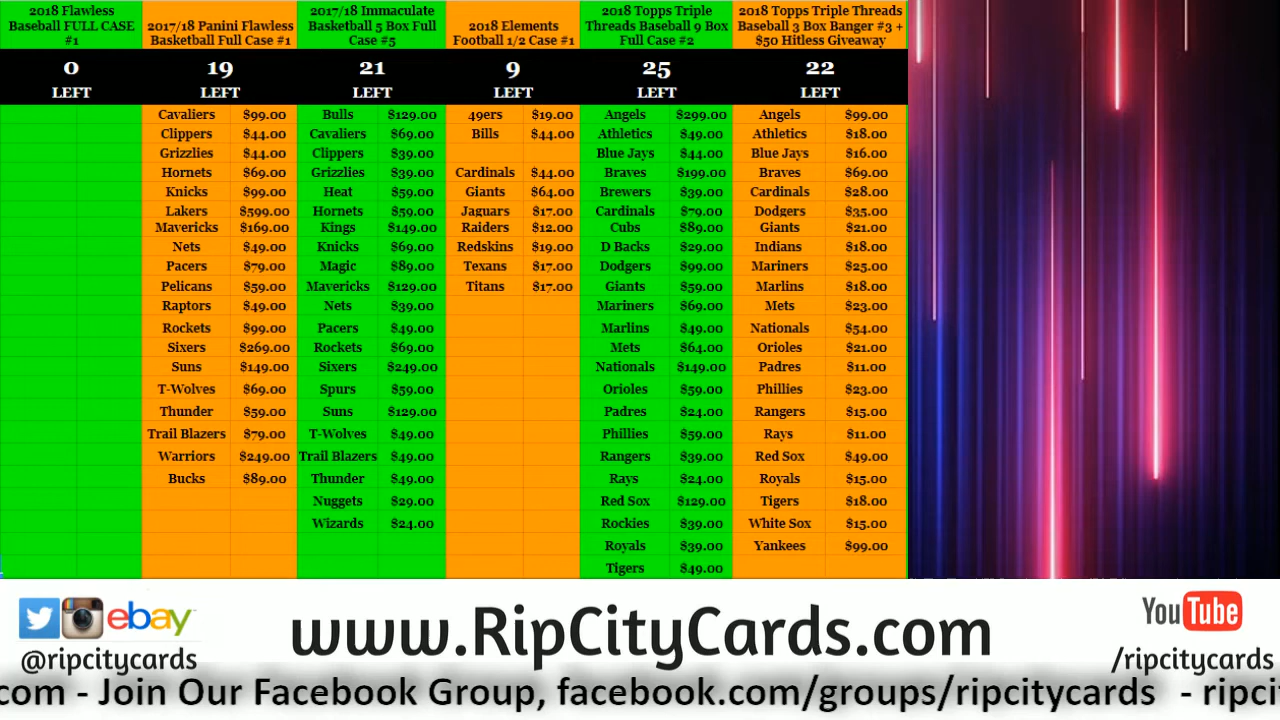 2018 Flawless
Baseball FULL CASE
#1
0
LEFT
2017/18 Panini Flawless
Basketball Full Case #1
19
LEFT
Cavaliers $99.00
Clippers $44.00
Grizzlies $44.00
Hornets $69.00
Knicks $99.00
Lakers $599.00
Mavericks $169.00
Nets $49.00
Pacers $79.00
Pelicans $59.00
Raptors $49.00
Rockets $99.00
Sixers $269.00
Suns $149.00
T-Wolves $69.00
Thunder $59.00
Trail Blazers $79.00
Warriors $249.00
Bucks $89.00
2017/18 Immaculate
Basketball 5 Box Full
Case #5
21
LEFT
Bulls $129.00
Cavaliers $69.00
Clippers $39.00
Grizzlies $39.00
Heat $59.00
Hornets $59.00
Kings $149.00
Knicks $69.00
Magic $89.00
Mavericks $129.00
Nets $39.00
Pacers $49.00
Rockets $69.00
Sixers $249.00
Spurs $59.00
Suns $129.00
T-Wolves $49.00
Trail Blazers $49.00
Thunder $49.00
Nuggets $29.00
Wizards $24.00
2018 Elements
Football 1/2 Case #1
9
LEFT
49ers $19.00
Bills $44.00
Cardinals $44.00
Giants $64.00
Jaguars $17.00
Raiders $12.00
Redskins $19.00
Texans $17.00
Titans $17.00
2018 Topps Triple
Threads Baseball 9 Box
Full Case #2
25
LEFT
Angels $299.00
Athletics $49.00
Blue Jays $44.00
Braves $199.00
Brewers $39.00
Cardinals $79.00
Cubs $89.00
D Backs $29.00
Dodgers $99.00
Giants $59.00
Mariners $69.00
Marlins $49.00
Mets $64.00
Nationals $149.00
Orioles $59.00
Padres $24.00
Phillies $59.00
Rangers $39.00
Rays $24.00
Red Sox $129.00
Rockies $39.00
Royals $39.00
Tigers $49.00
2018 Topps Triple Threads
Baseball 3 Box Banger #3 +
$50 Hitless Giveaway
22
LEFT
Angels $99.00
Athletics $18.00
Blue Jays $16.00
Braves $69.00
Cardinals $28.00
Dodgers $35.00
Giants $21.00
Indians $18.00
Mariners $25.00
Marlins $18.00
Mets $23.00
Nationals $54.00
Orioles $21.00
Padres $11.00
Phillies $23.00
Rangers $15.00
Rays $11.00
Red Sox $49.00
Royals $15.00
Tigers $18.00
White Sox $15.00
Yankees $99.00
ebay
@ripcitycards
www.RipCityCards.com
YouTube
/ripcitycards
.com - Join Our Facebook Group, facebook.com/groups/ripcitycards - ripci